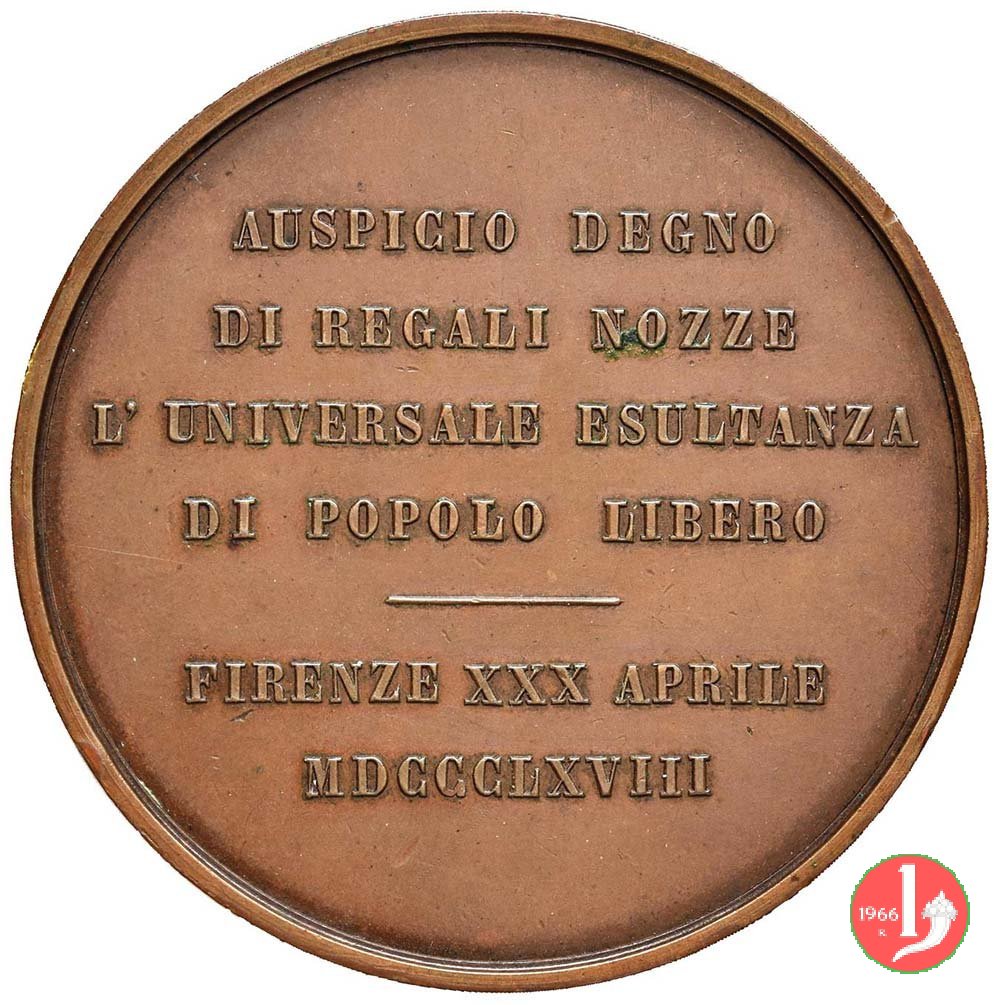 AUSPICIO DEGNO
DI REGALI NOZZE
L' UNIVERSALE ESULTANZA
DI POPOLO LIBERO
FIRENZE XXX APRILE
MDCCCLXVIII
1966
R.